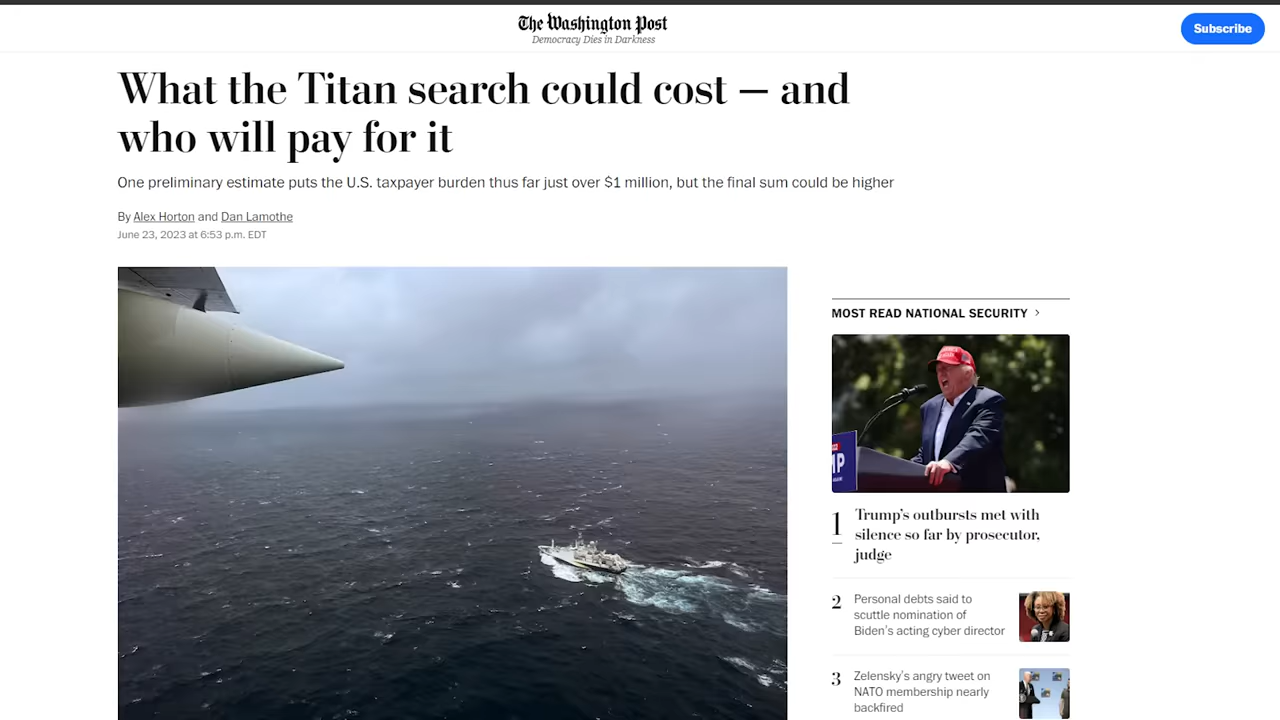 The Washington Post
Democracy Dies in Darkness
Subscribe
What the Titan search could cost — and
who will pay for it
One preliminary estimate puts the U.S. taxpayer burden thus far just over $1 million, but the final sum could be higher
By Alex Horton and Dan Lamothe
June 23, 2023 at 6:53 p.m. EDT
MOST READ NATIONAL SECURITY >
1
Trump’s outbursts met with
silence so far by prosecutor,
judge
2
Personal debts said to
scuttle nomination of
Biden’s acting cyber director
3
Zelensky’s angry tweet on
NATO membership nearly
backfired